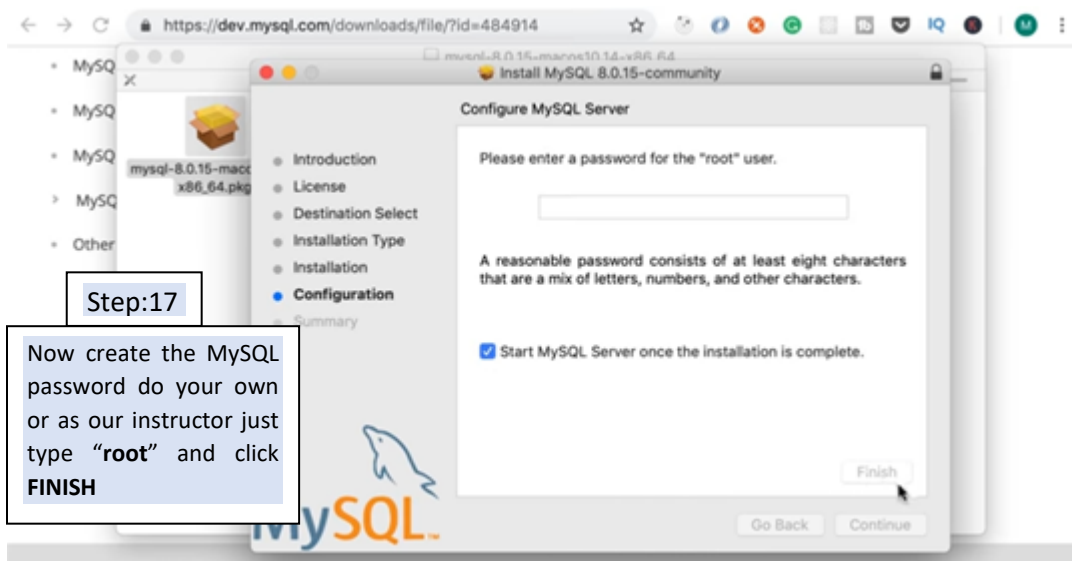 https://dev.mysql.com/downloads/file/?id=484914
IQ
M
mysql-8.0.15-macos10.14-x86_64
Install MySQL 8.0.15-community
MySQ
MySQ
MySQ
MySQ
Other
x86_64.pkg
Configure MySQL Server
Introduction
License
Destination Select
Installation Type
Installation
Configuration
Summary
Please enter a password for the "root" user.
A reasonable password consists of at least eight characters
that are a mix of letters, numbers, and other characters.
Start MySQL Server once the installation is complete.
Finish
Go Back
Continue
MySQL
Step:17
Now create the MySQL
password do your own
or as our instructor just
type “root” and click
FINISH